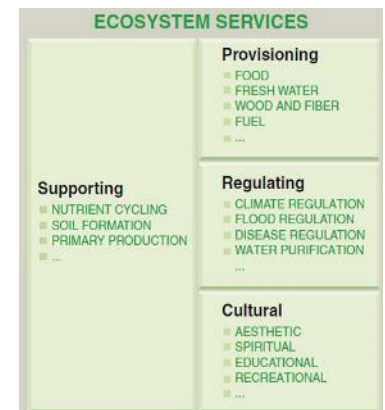 ECOSYSTEM SERVICES
Supporting
NUTRIENT CYCLING
SOIL FORMATION
PRIMARY PRODUCTION
...
Provisioning
FOOD
FRESH WATER
WOOD AND FIBER
FUEL
...
Regulating
CLIMATE REGULATION
FLOOD REGULATION
DISEASE REGULATION
WATER PURIFICATION
...
Cultural
AESTHETIC
SPIRITUAL
EDUCATIONAL
RECREATIONAL
...